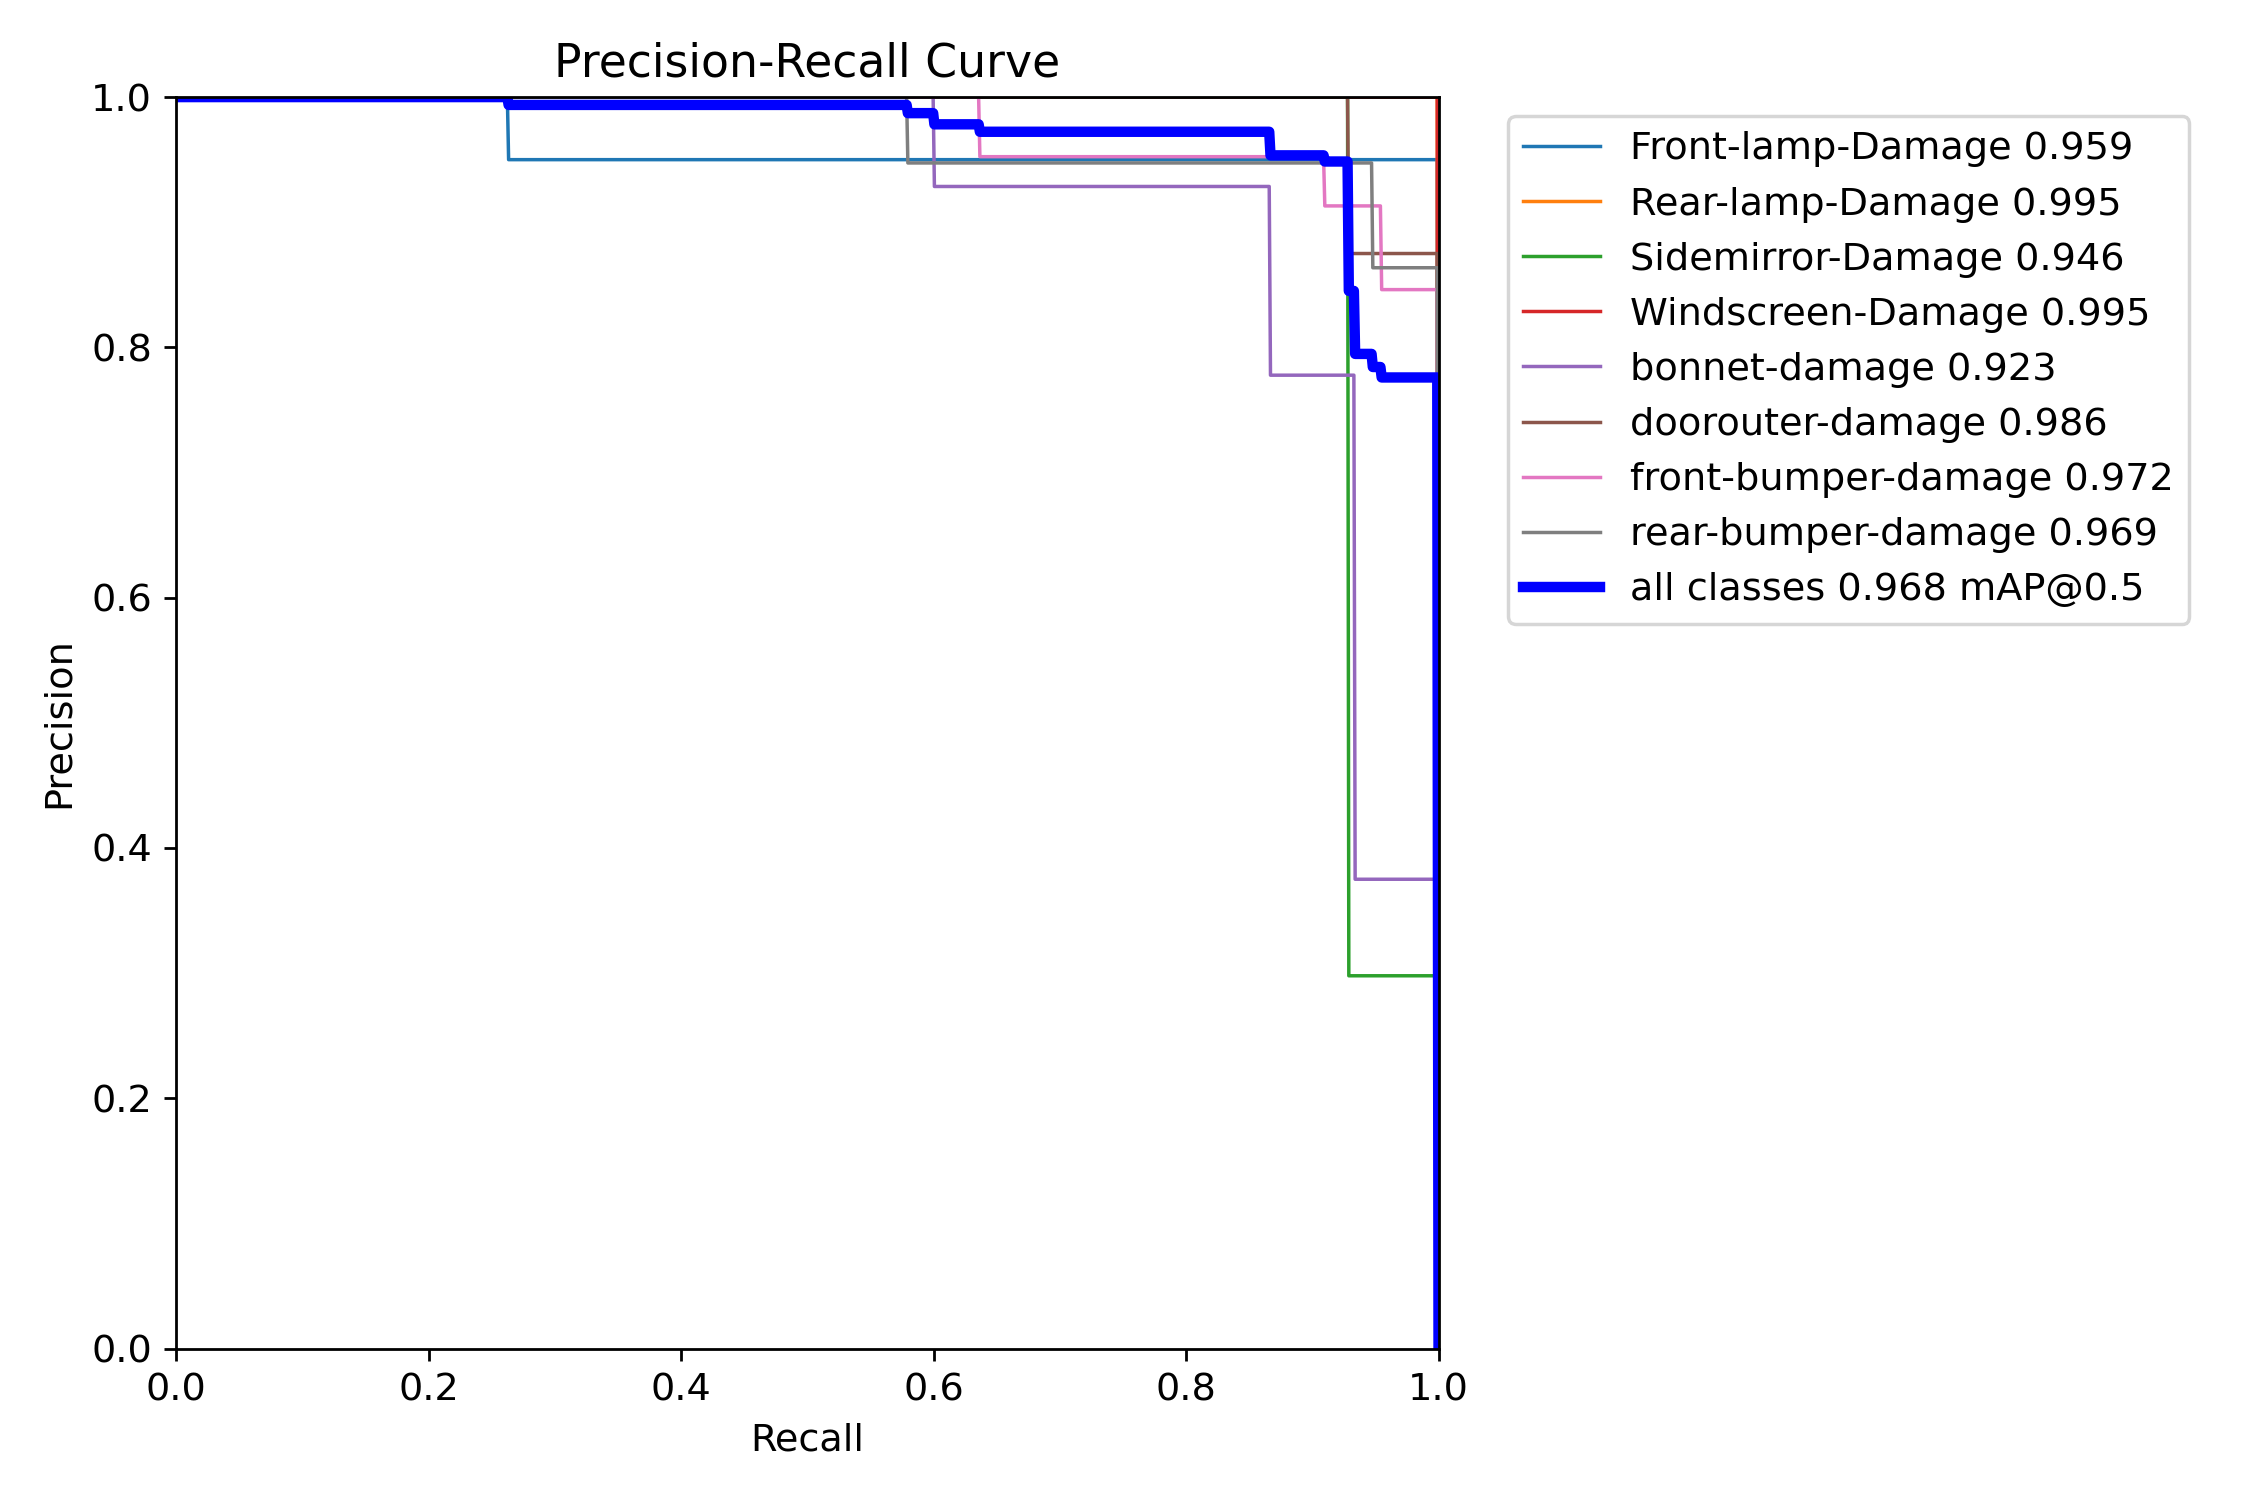 Precision-Recall Curve
1.0
0.8
0.6
0.4
0.2
0.0
Precision
0.0 0.2 0.4 0.6 0.8 1.0
Recall
Front-lamp-Damage 0.959
Rear-lamp-Damage 0.995
Sidemirror-Damage 0.946
Windscreen-Damage 0.995
bonnet-damage 0.923
doorouter-damage 0.986
front-bumper-damage 0.972
rear-bumper-damage 0.969
all classes 0.968 mAP@0.5